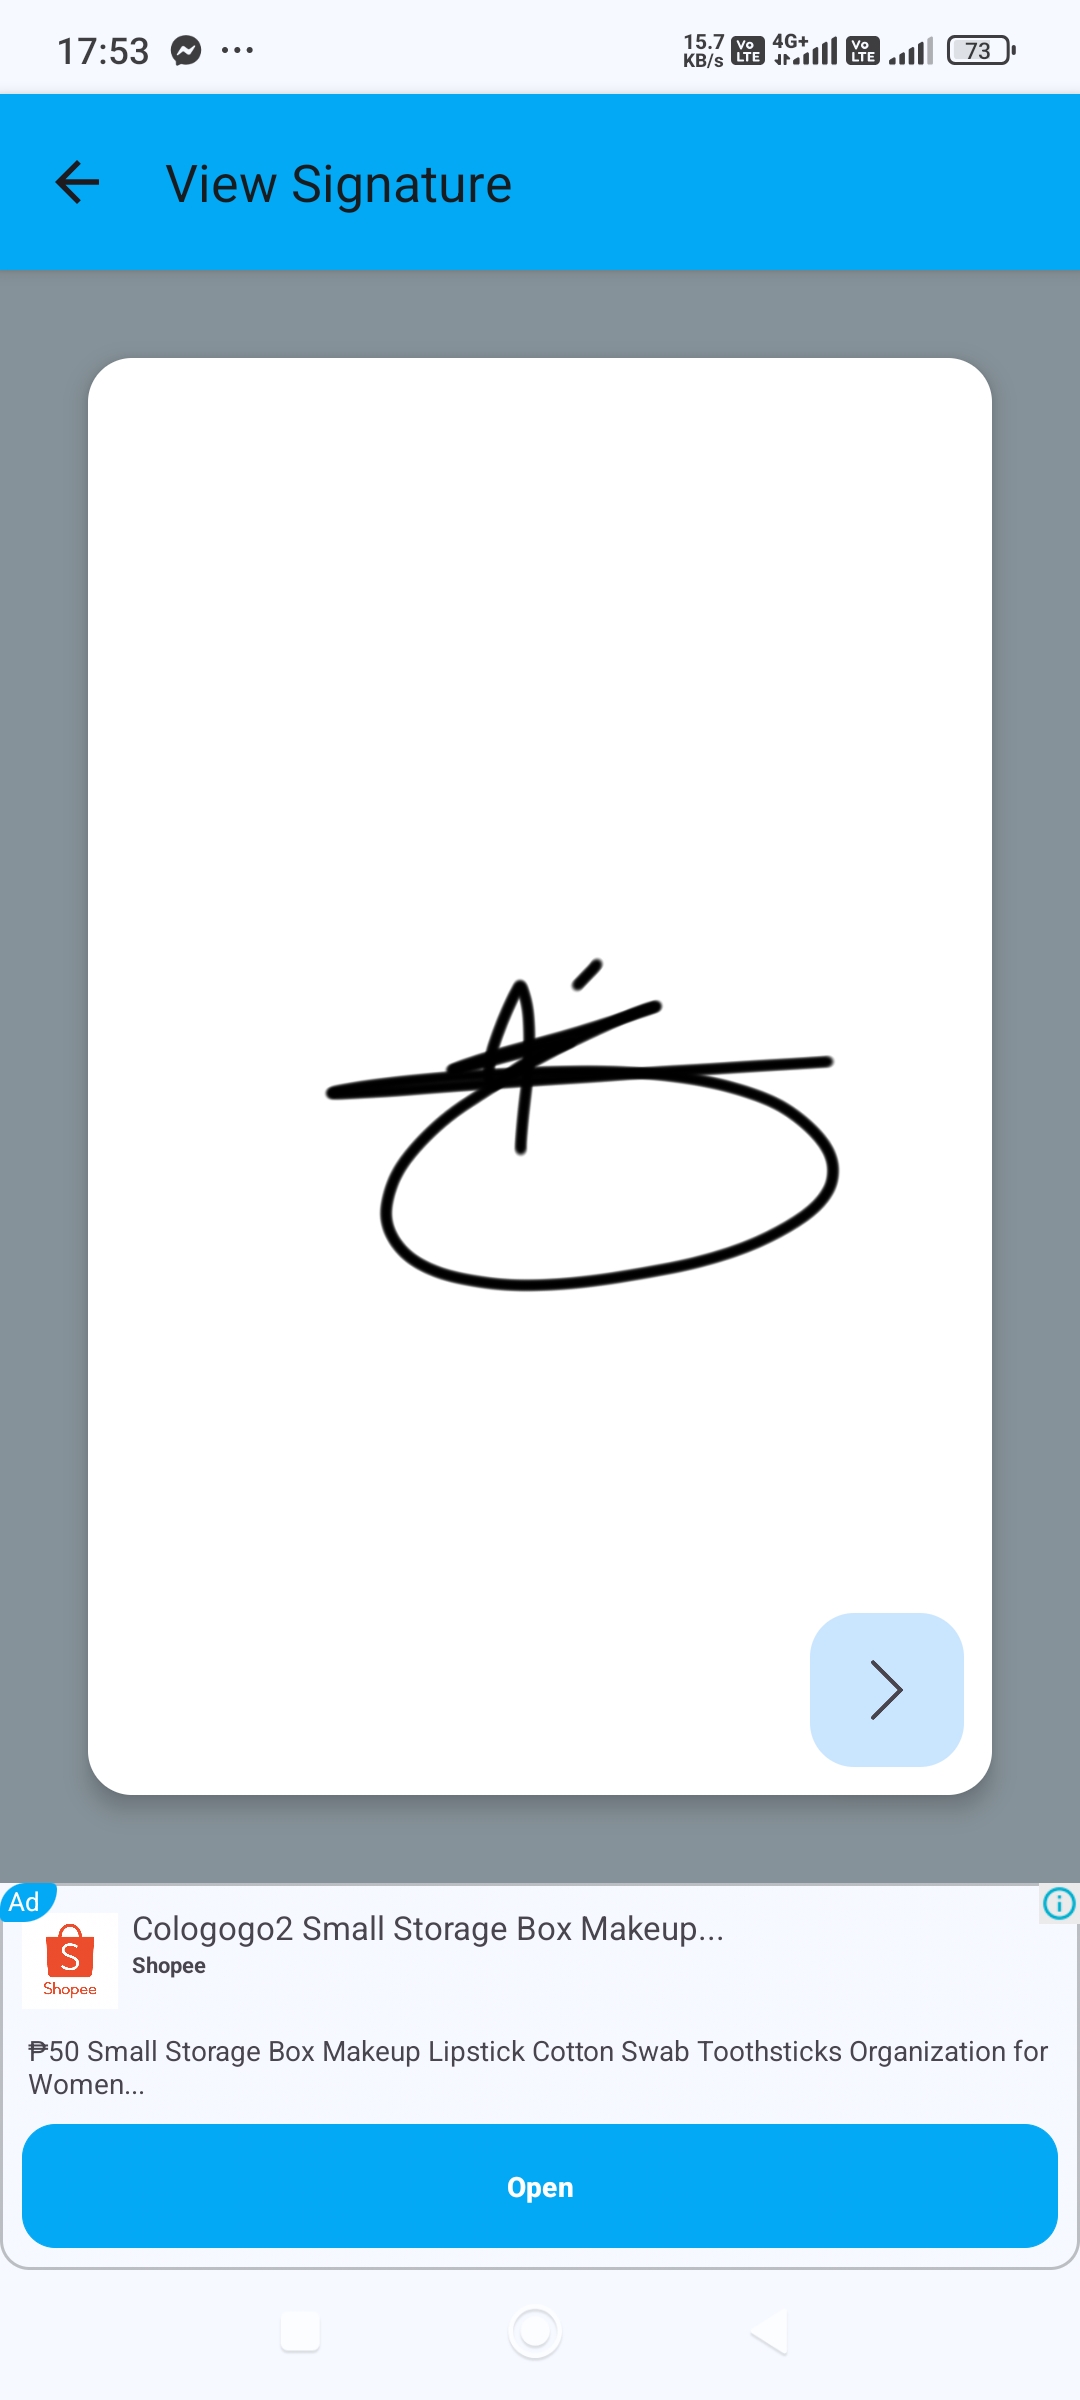 17:53
15.7 KB/s Vo LTE 4G+ Vo LTE 73
View Signature
Ad
Cologogo2 Small Storage Box Makeup...
Shopee
S
Shopee
₱50 Small Storage Box Makeup Lipstick Cotton Swab Toothsticks Organization for
Women...
Open